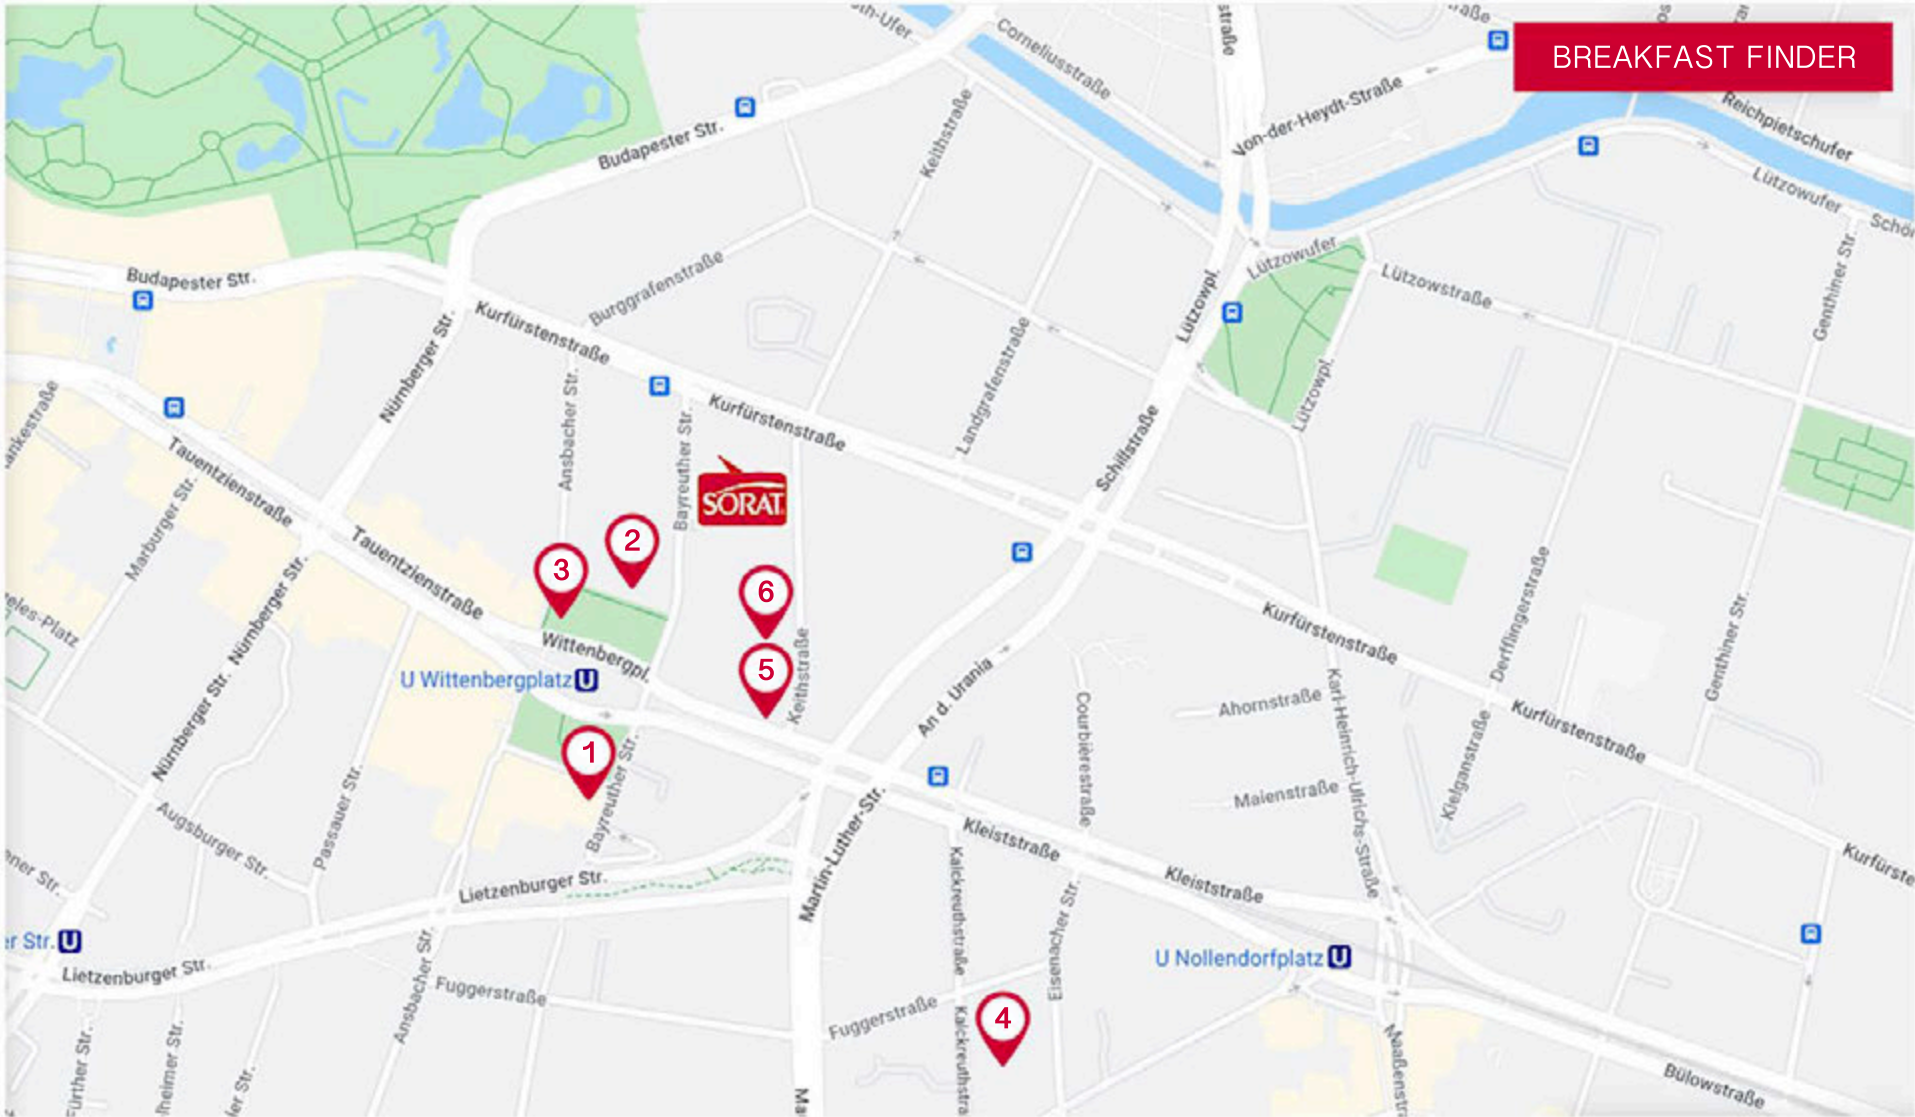 BREAKFAST FINDER
Corneliusstraße
Von-der-Heydt-Straße
Reichpietschufer
Budapester Str.
Keithstraße
Lützowufer
Budapester Str.
Burggrafenstraße
Lützowufer
Lützowstraße
Genthiner Str.
Lützowpl.
Nürnberger Str.
Kurfürstenstraße
Ansbacher Str.
Bayreuther Str.
Kurfürstenstraße
Landgrafenstraße
Schillstraße
Lützowpl.
Tauentzienstraße
Marburger Str.
SORAT
Tauentzienstraße
2
3
6
5
Wittenbergpl.
Keithstraße
Nürnberger Str.
U Wittenbergplatz U
An d. Urania
Kurfürstenstraße
Derfflingerstraße
Genthiner Str.
Nürnberger Str.
1
Bayreuther Str.
Courbièrestraße
Ahornstraße
Karl-Heinrich-Ulrichs-Straße
Kielganstraße
Kurfürstenstraße
Maienstraße
Passauer Str.
Augsburger Str.
Martin-Luther-Str.
Kleiststraße
Kleiststraße
Lietzenburger Str.
Kalckreuthstraße
Eisenacher Str.
er Str. U
Lietzenburger Str.
Ansbacher Str.
Fuggerstraße
Fuggerstraße
4
U Nollendorfplatz U
Bülowstraße